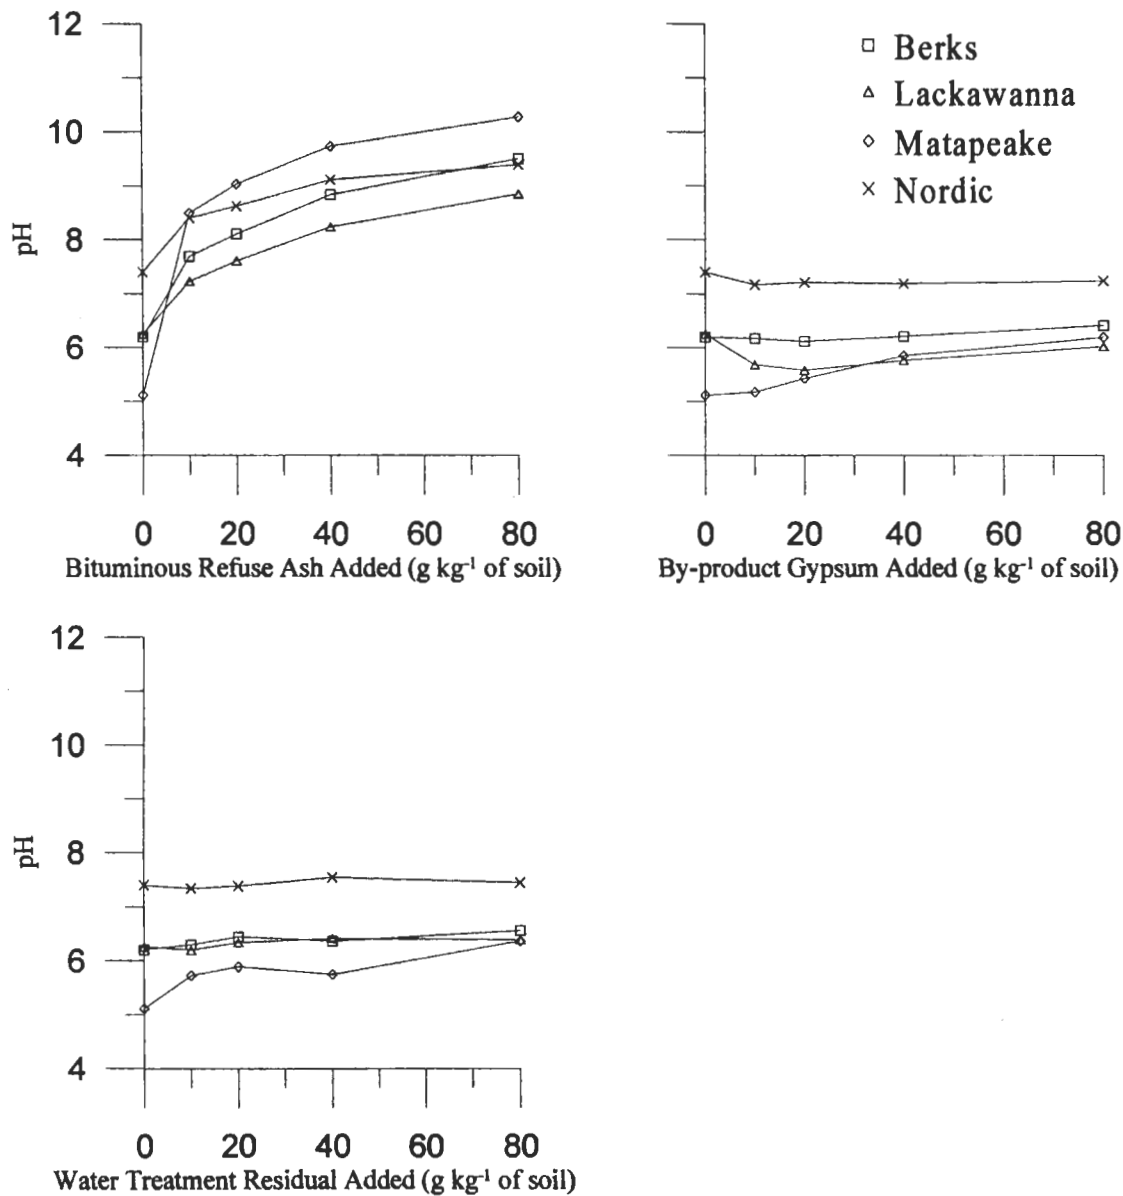 12
10
8
6
4
pH
0 20 40 60 80
Bituminous Refuse Ash Added (g kg⁻¹ of soil)
Berks
Lackawanna
Matapeake
Nordic
0 20 40 60 80
By-product Gypsum Added (g kg⁻¹ of soil)
12
10
8
6
4
pH
0 20 40 60 80
Water Treatment Residual Added (g kg⁻¹ of soil)